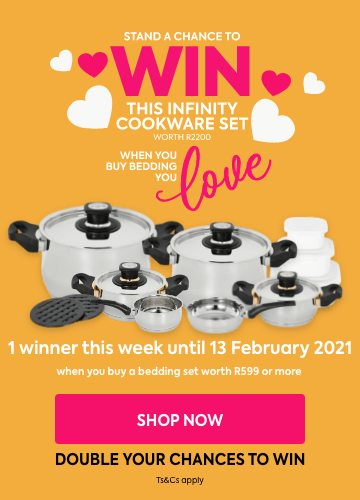 STAND A CHANCE TO
WIN
THIS INFINITY
COOKWARE SET
WORTH R2200
WHEN YOU
BUY BEDDING
YOU
love
1 winner this week until 13 February 2021
when you buy a bedding set worth R599 or more
SHOP NOW
DOUBLE YOUR CHANCES TO WIN
Ts&Cs apply